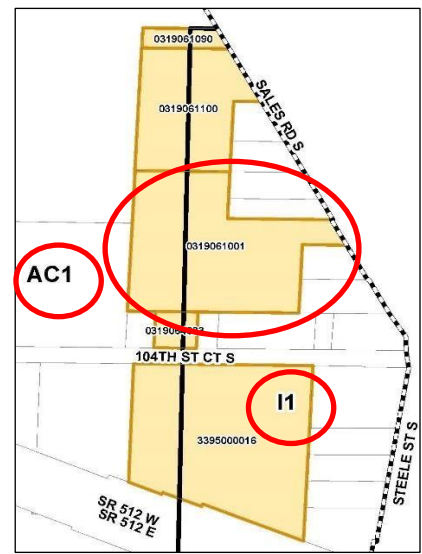 0319061090
SALES RD S
0319061100
0319061001
AC1
104TH ST CT S
I1
3395000016
SR 512 W
SR 512 E
STEELE ST S